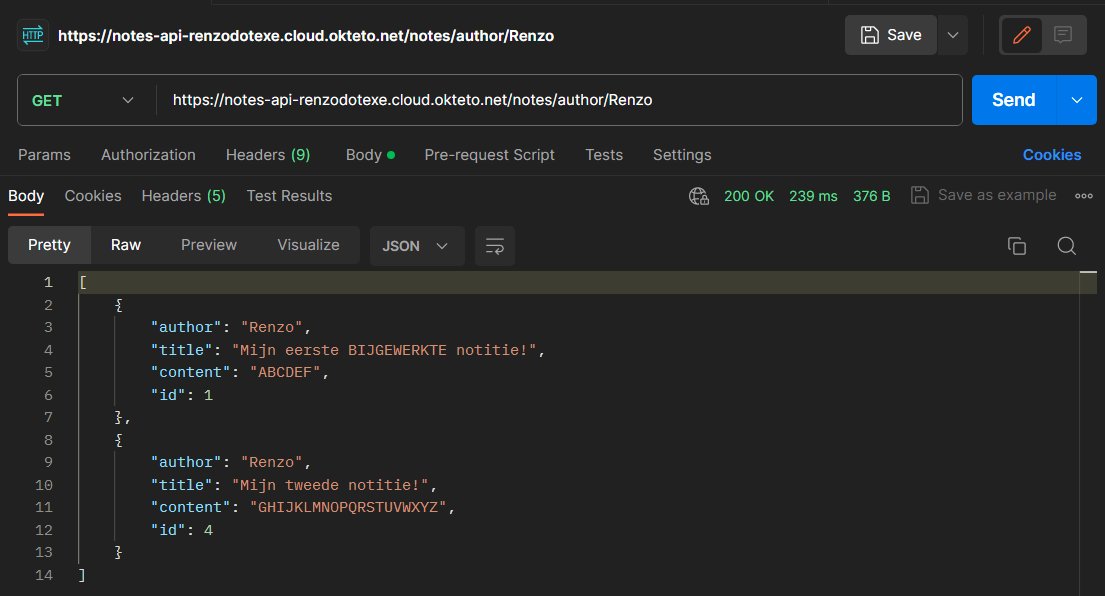 HTTP https://notes-api-renzodotexe.cloud.okteto.net/notes/author/Renzo Save
GET https://notes-api-renzodotexe.cloud.okteto.net/notes/author/Renzo Send
Params Authorization Headers (9) Body Pre-request Script Tests Settings Cookies
Body Cookies Headers (5) Test Results 200 OK 239 ms 376 B Save as example
Pretty Raw Preview Visualize JSON
1 [
2 {
3 "author": "Renzo",
4 "title": "Mijn eerste BIJGEWERKTE notitie!",
5 "content": "ABCDEF",
6 "id": 1
7 },
8 {
9 "author": "Renzo",
10 "title": "Mijn tweede notitie!",
11 "content": "GHIJKLMNOPQRSTUVWXYZ",
12 "id": 4
13 }
14 ]